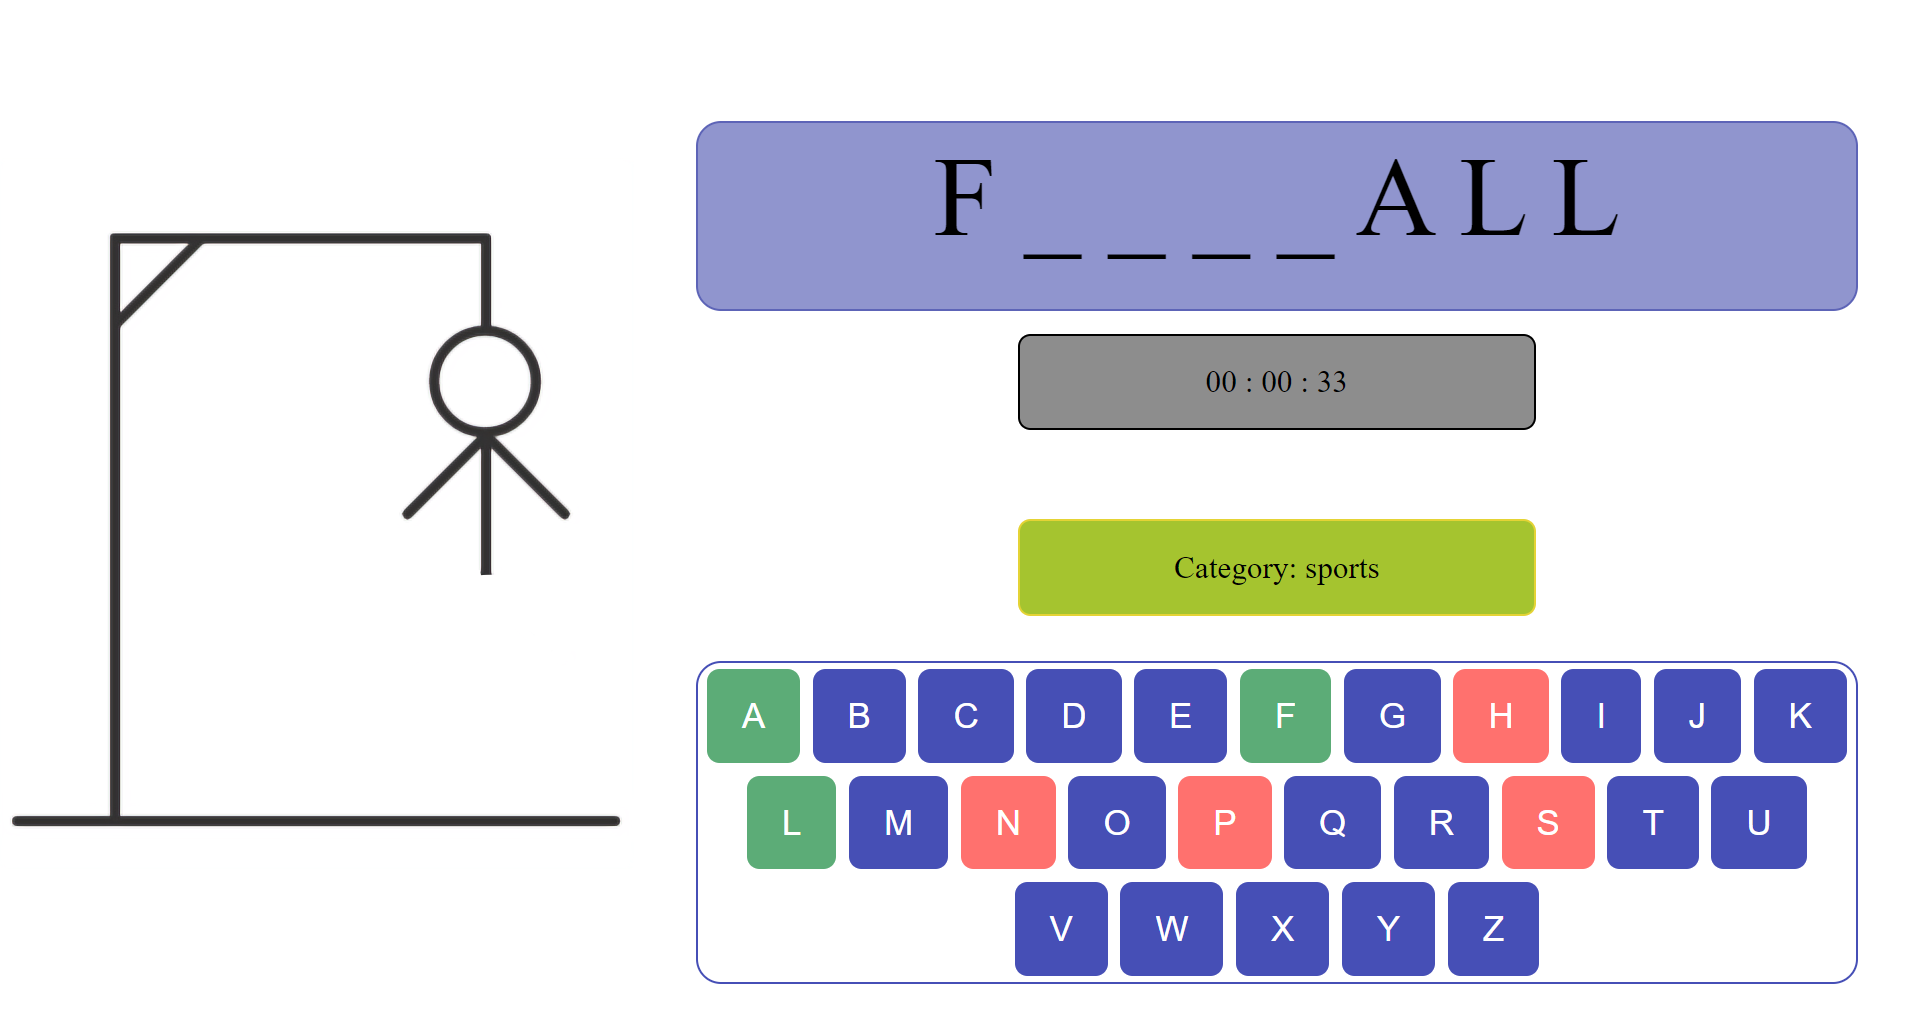 F _ _ _ _ A L L
00 : 00 : 33
Category: sports
A B C D E F G H I J K
L M N O P Q R S T U
V W X Y Z